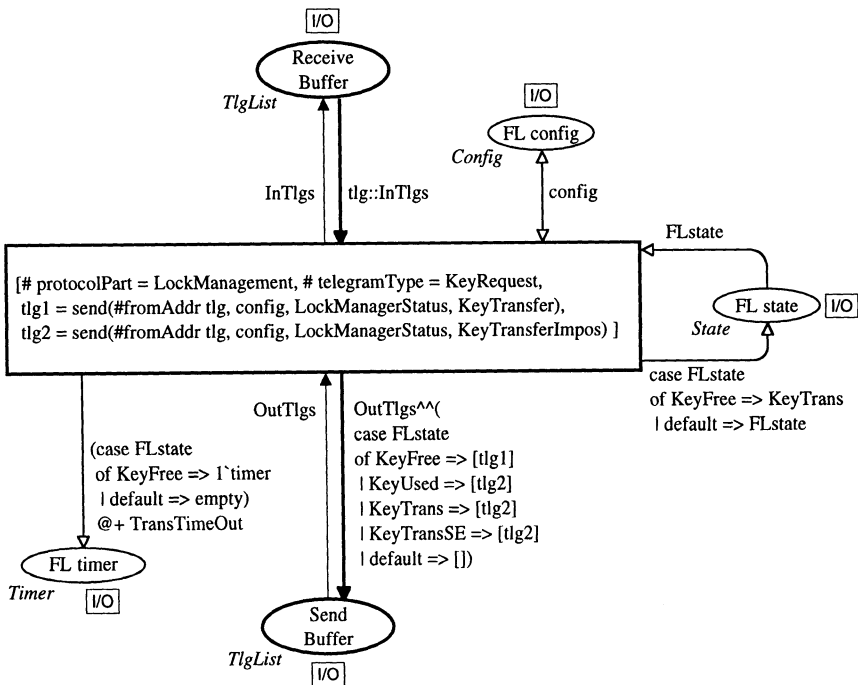 I/O
Receive
Buffer
TlgList
I/O
FL config
Config
InTlgs
tlg::InTlgs
config
FLstate
[# protocolPart = LockManagement, # telegramType = KeyRequest,
tlg1 = send(#fromAddr tlg, config, LockManagerStatus, KeyTransfer),
tlg2 = send(#fromAddr tlg, config, LockManagerStatus, KeyTransferImpos) ]
FL state
I/O
State
case FLstate
of KeyFree => KeyTrans
| default => FLstate
OutTlgs
OutTlgs^^(
case FLstate
of KeyFree => [tlg1]
| KeyUsed => [tlg2]
| KeyTrans => [tlg2]
| KeyTransSE => [tlg2]
| default => [])
(case FLstate
of KeyFree => 1`timer
| default => empty)
@+ TransTimeOut
FL timer
Timer
I/O
Send
Buffer
TlgList
I/O